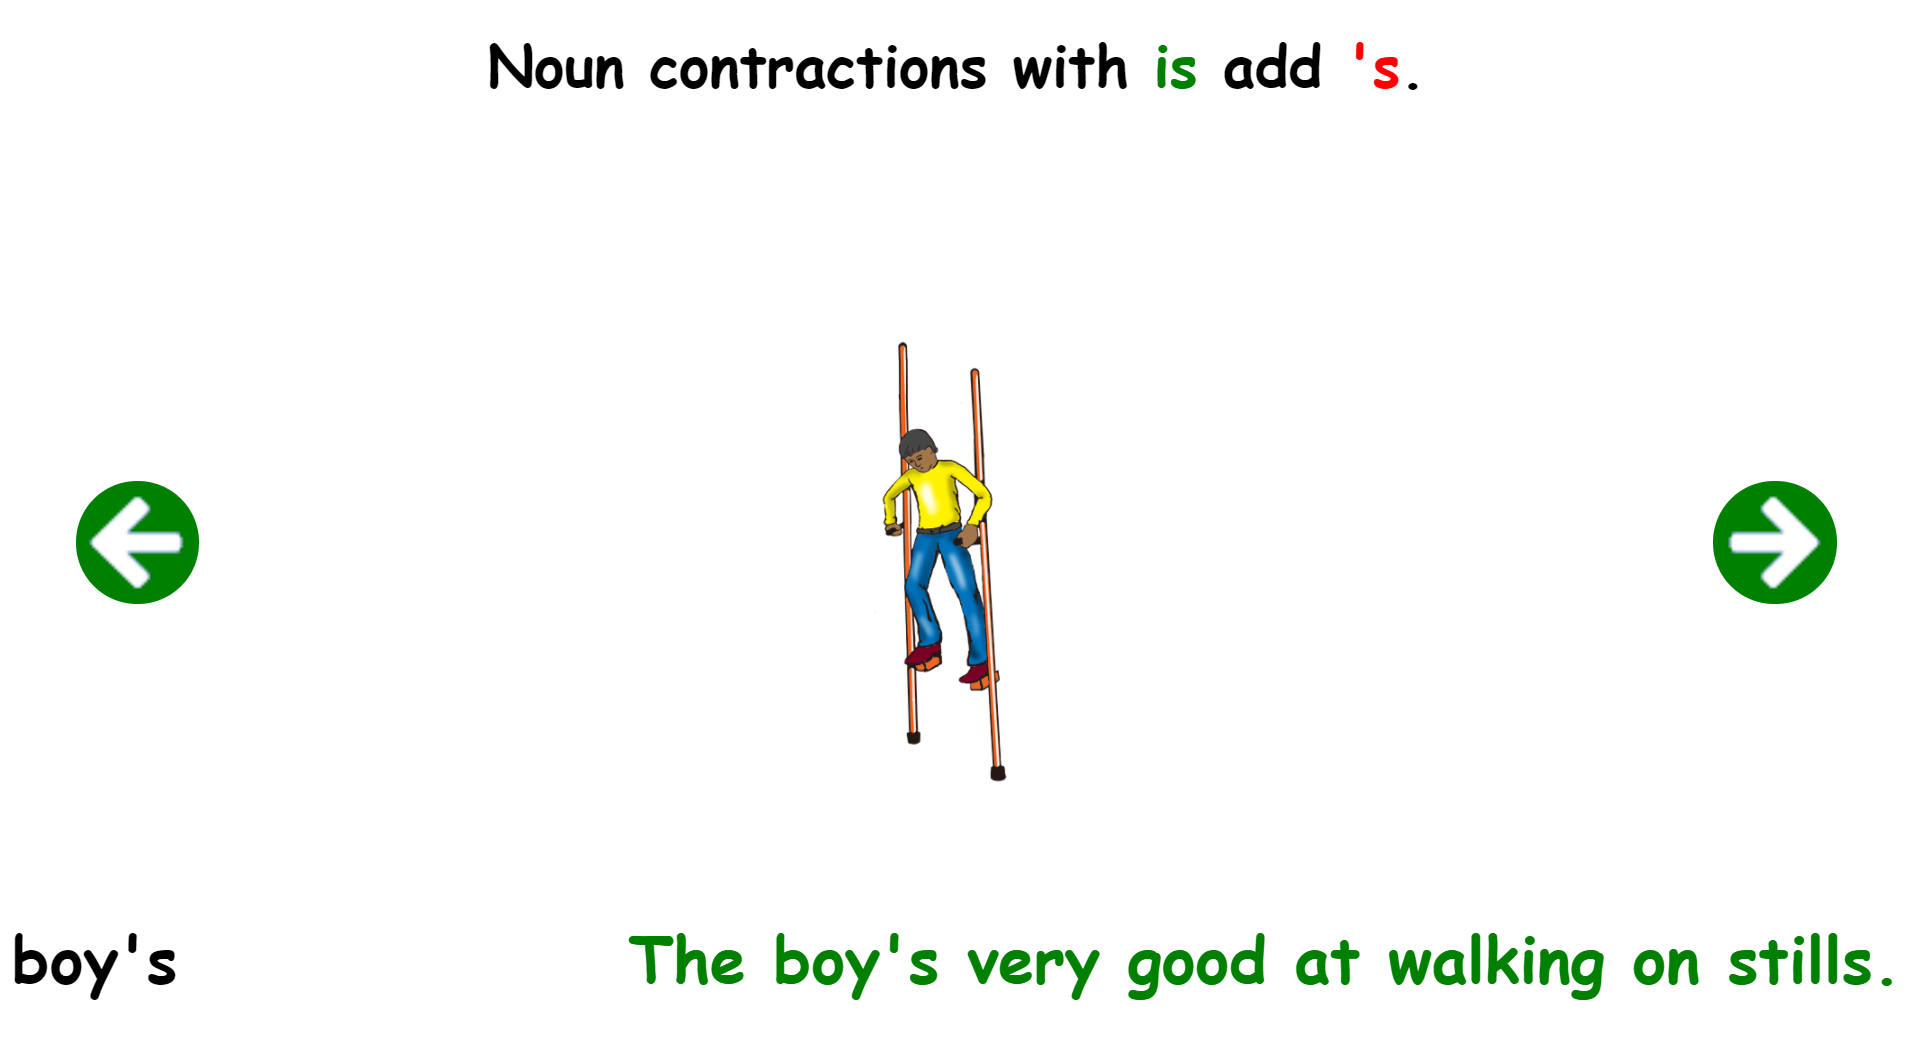 Noun contractions with is add 's.
boy's
The boy's very good at walking on stills.